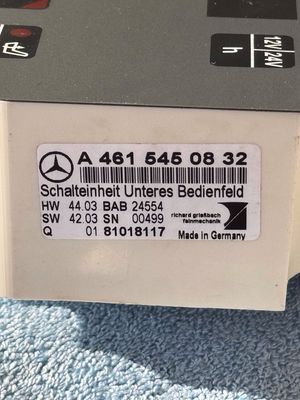 12V/24V
h
A 461 545 08 32
Schalteinheit Unteres Bedienfeld
HW 44.03 BAB 24554
SW 42.03 SN 00499
Q 01 81018117
richard grießbach
feinmechanik
Made in Germany